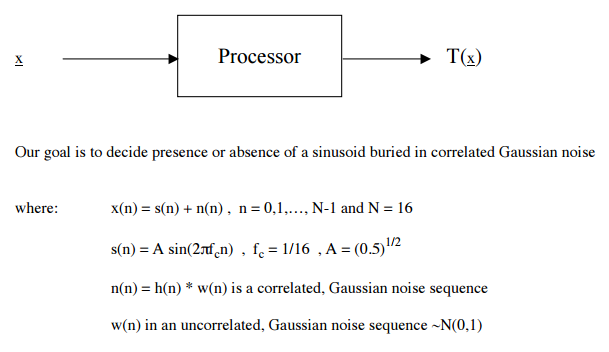 x Processor T(x)
Our goal is to decide presence or absence of a sinusoid buried in correlated Gaussian noise
where: x(n) = s(n) + n(n) , n = 0,1,…, N-1 and N = 16
s(n) = A sin(2πf_c n) , f_c = 1/16 , A = (0.5)^1/2
n(n) = h(n) * w(n) is a correlated, Gaussian noise sequence
w(n) in an uncorrelated, Gaussian noise sequence ~N(0,1)